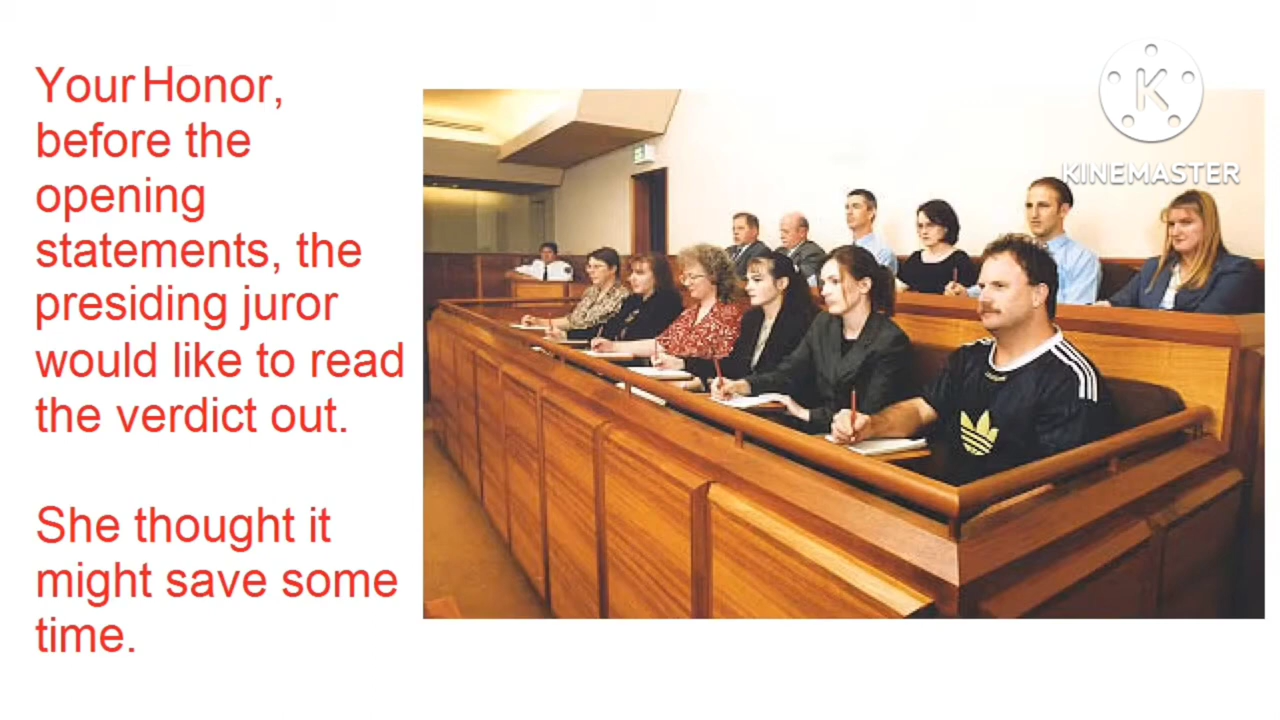 Your Honor,
before the
opening
statements, the
presiding juror
would like to read
the verdict out.
She thought it
might save some
time.
K
KINEMASTER